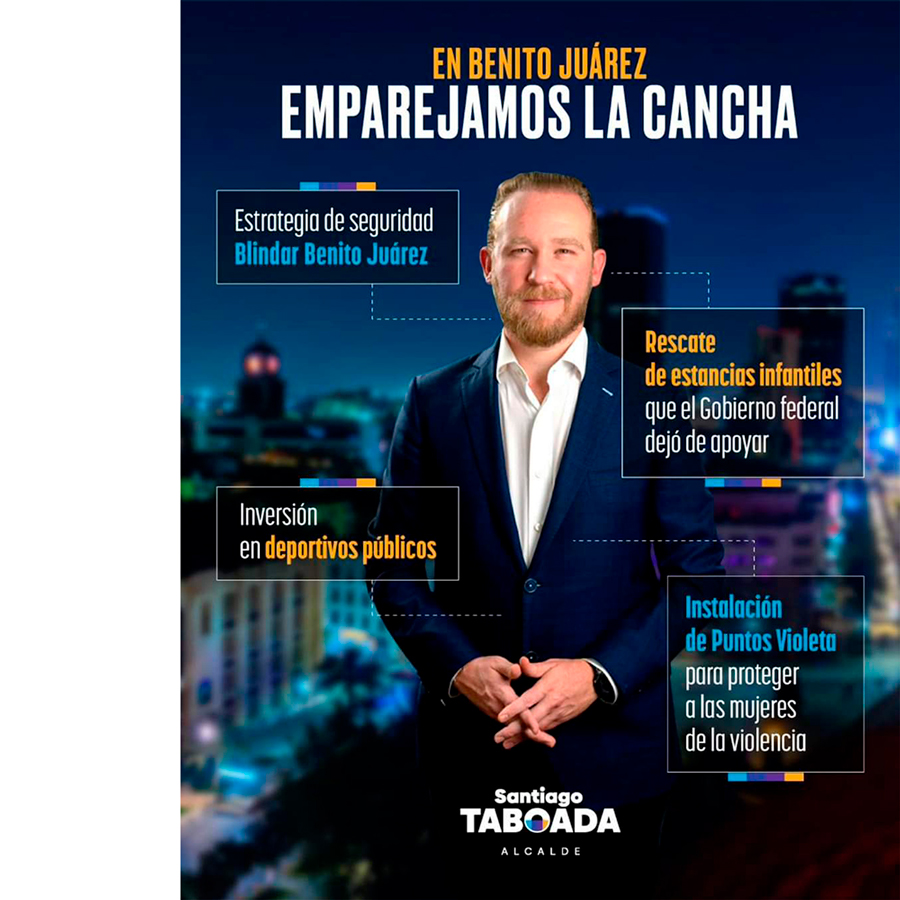 EN BENITO JUÁREZ
EMPAREJAMOS LA CANCHA
Estrategia de seguridad
Blindar Benito Juárez
Rescate
de estancias infantiles
que el Gobierno federal
dejó de apoyar
Inversión
en deportivos públicos
Instalación
de Puntos Violeta
para proteger
a las mujeres
de la violencia
Santiago
TABOADA
ALCALDE